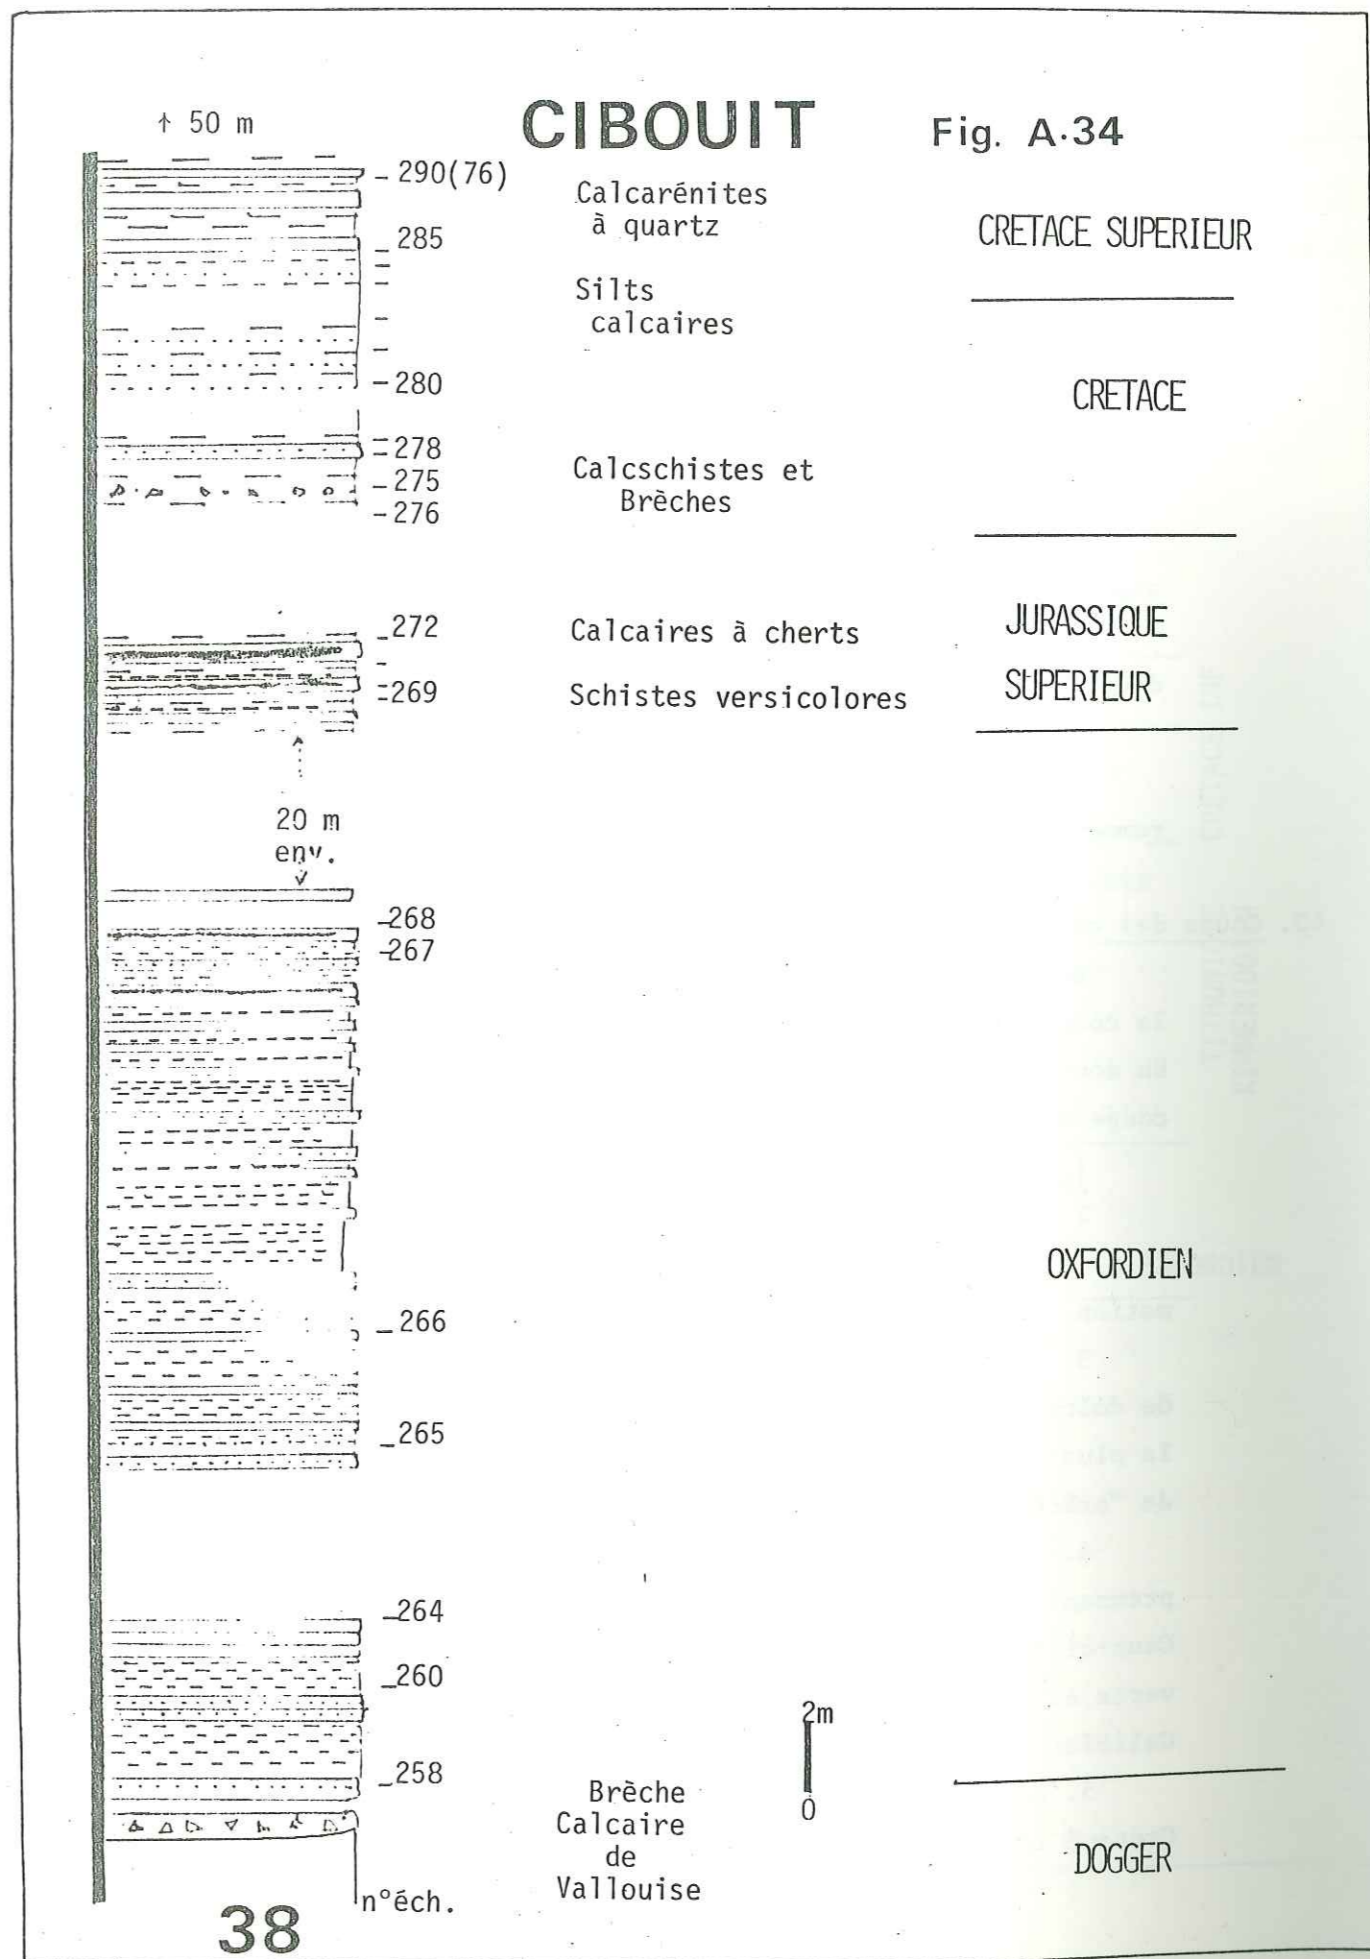 CIBOUIT
Fig. A.34
↑ 50 m
290(76)
Calcarénites
à quartz
CRETACE SUPERIEUR
285
Silts
calcaires
280
CRETACE
278
275
276
Calcschistes et
Brèches
272
Calcaires à cherts
JURASSIQUE
SUPERIEUR
269
Schistes versicolores
20 m
env.
268
267
OXFORDIEN
266
265
264
260
2m
0
258
Brèche
Calcaire
de
Vallouise
DOGGER
n°éch.
38